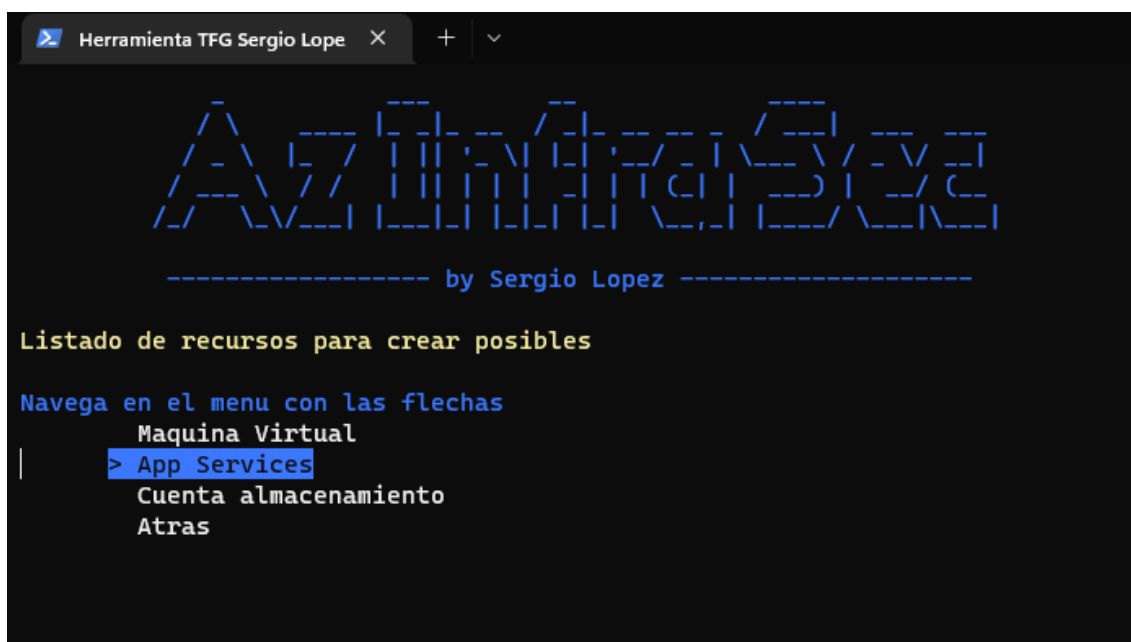 Herramienta TFG Sergio Lope
AzInfraSec
------------------ by Sergio Lopez --------------------
Listado de recursos para crear posibles
Navega en el menu con las flechas
Maquina Virtual
> App Services
Cuenta almacenamiento
Atras